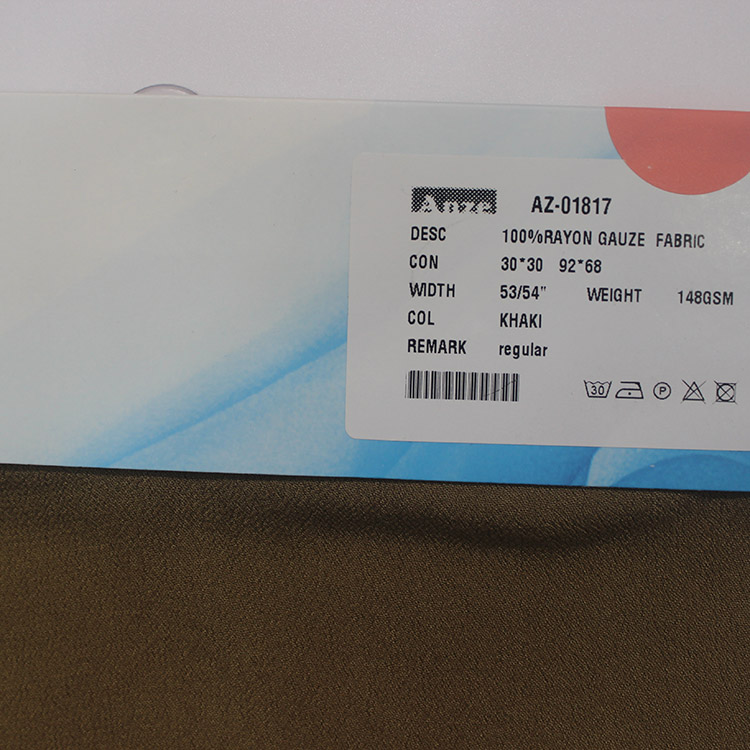 Anze AZ-01817
DESC 100%RAYON GAUZE FABRIC
CON 30*30 92*68
WIDTH 53/54" WEIGHT 148GSM
COL KHAKI
REMARK regular
30 P